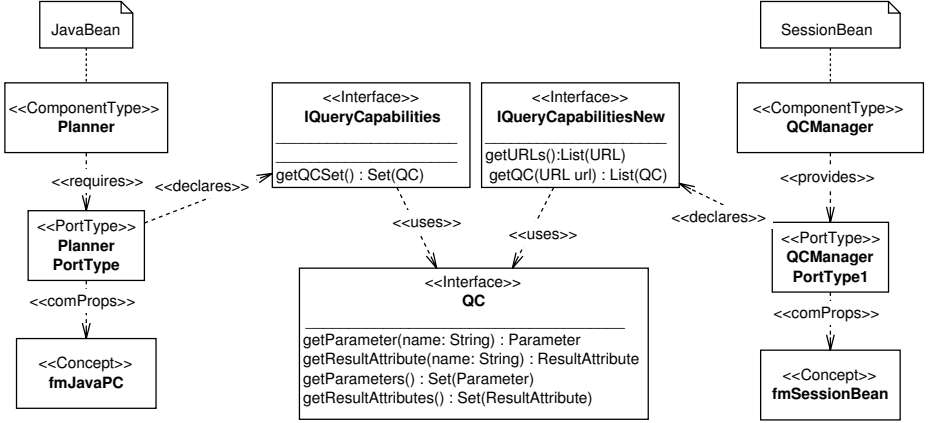 JavaBean
SessionBean
<<ComponentType>>
Planner
<<Interface>>
IQueryCapabilities
getQCSet() : Set(QC)
<<Interface>>
IQueryCapabilitiesNew
getURLs():List(URL)
getQC(URL url) : List(QC)
<<ComponentType>>
QCManager
<<requires>>
<<declares>>
<<provides>>
<<PortType>>
Planner
PortType
<<uses>>
<<uses>>
<<declares>>
<<PortType>>
QCManager
PortType1
<<comProps>>
<<Interface>>
QC
getParameter(name: String) : Parameter
getResultAttribute(name: String) : ResultAttribute
getParameters() : Set(Parameter)
getResultAttributes() : Set(ResultAttribute)
<<comProps>>
<<Concept>>
fmJavaPC
<<Concept>>
fmSessionBean